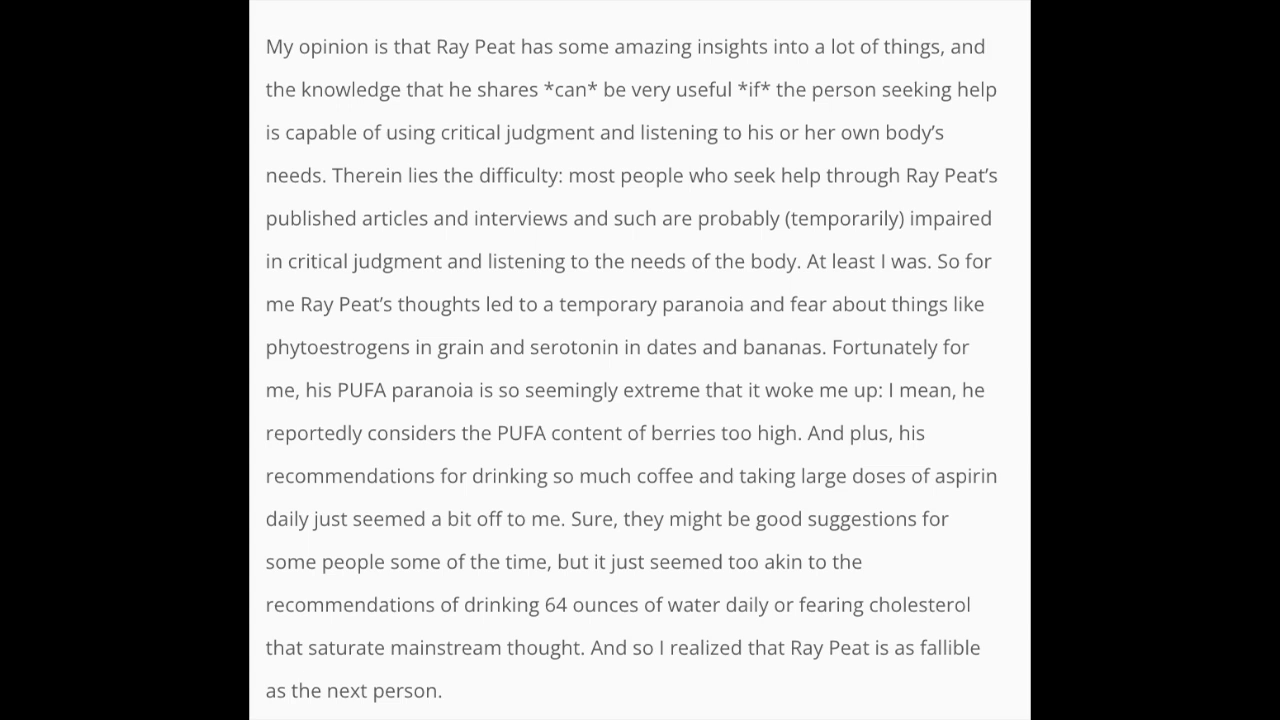 My opinion is that Ray Peat has some amazing insights into a lot of things, and
the knowledge that he shares *can* be very useful *if* the person seeking help
is capable of using critical judgment and listening to his or her own body’s
needs. Therein lies the difficulty: most people who seek help through Ray Peat’s
published articles and interviews and such are probably (temporarily) impaired
in critical judgment and listening to the needs of the body. At least I was. So for
me Ray Peat’s thoughts led to a temporary paranoia and fear about things like
phytoestrogens in grain and serotonin in dates and bananas. Fortunately for
me, his PUFA paranoia is so seemingly extreme that it woke me up: I mean, he
reportedly considers the PUFA content of berries too high. And plus, his
recommendations for drinking so much coffee and taking large doses of aspirin
daily just seemed a bit off to me. Sure, they might be good suggestions for
some people some of the time, but it just seemed too akin to the
recommendations of drinking 64 ounces of water daily or fearing cholesterol
that saturate mainstream thought. And so I realized that Ray Peat is as fallible
as the next person.